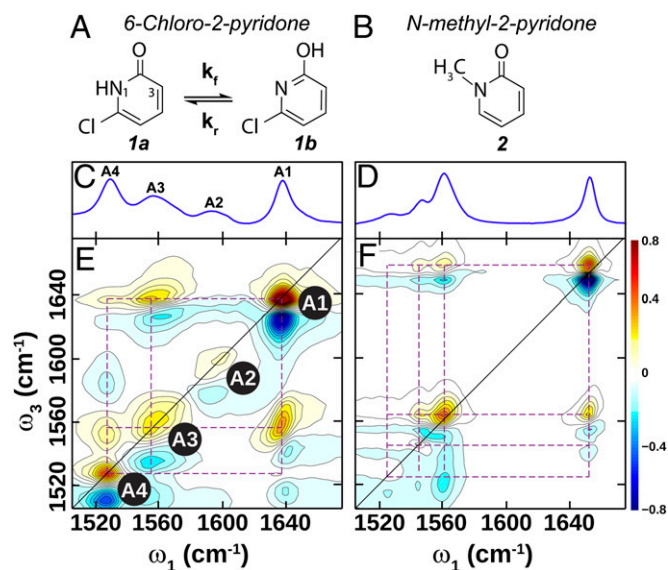 A 6-Chloro-2-pyridone
B N-methyl-2-pyridone
O
HN 1
3
Cl
1a
kf
kr
OH
N
Cl
1b
H3C
O
N
2
C
A4
A3
A2
A1
D
E
A1
A2
A3
A4
F
1640
1600
1560
1520
ω3 (cm-1)
1520 1560 1600 1640
ω1 (cm-1)
1520 1560 1600 1640
ω1 (cm-1)
0.8
0.4
0
−0.4
−0.8